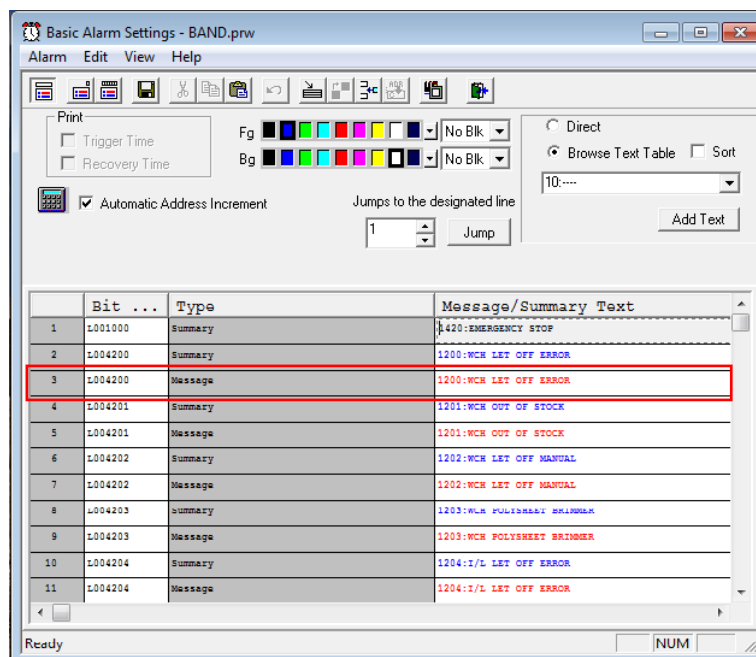 Basic Alarm Settings - BAND.prw
Alarm Edit View Help
Print
Trigger Time
Recovery Time
Fg No Blk
Bg No Blk
Direct
Browse Text Table Sort
10:----
Add Text
Automatic Address Increment
Jumps to the designated line
1 Jump
Bit ... Type Message/Summary Text
1 L001000 Summary 1420:EMERGENCY STOP
2 L004200 Summary 1200:WCH LET OFF ERROR
3 L004200 Message 1200:WCH LET OFF ERROR
4 L004201 Summary 1201:WCH OUT OF STOCK
5 L004201 Message 1201:WCH OUT OF STOCK
6 L004202 Summary 1202:WCH LET OFF MANUAL
7 L004202 Message 1202:WCH LET OFF MANUAL
8 L004203 Summary 1203:WCH POLYSHEET BRIMMER
9 L004203 Message 1203:WCH POLYSHEET BRIMMER
10 L004204 Summary 1204:I/L LET OFF ERROR
11 L004204 Message 1204:I/L LET OFF ERROR
Ready NUM